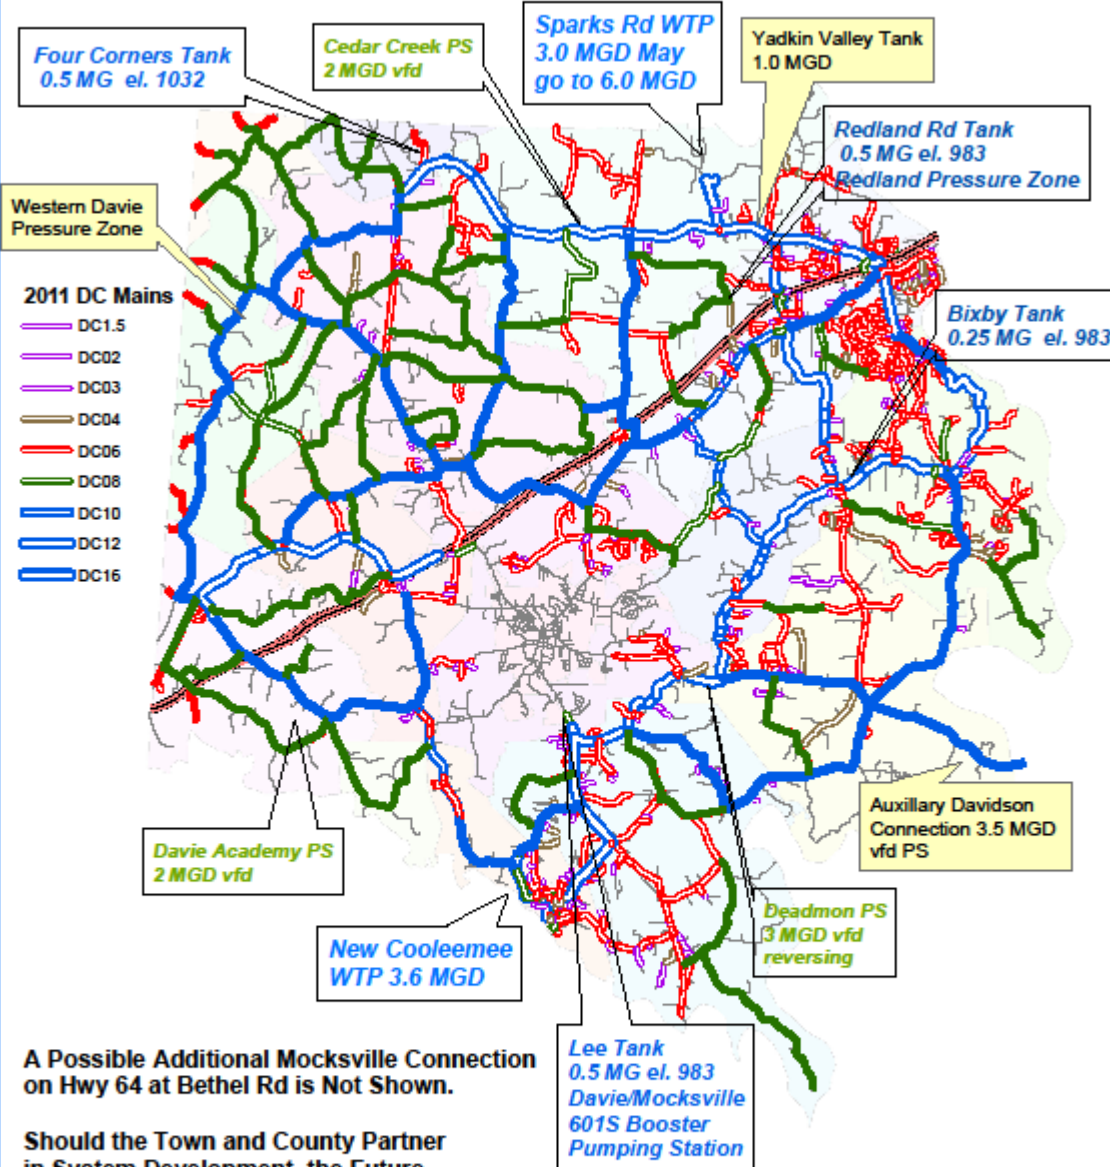 Four Corners Tank
0.5 MG el. 1032
Cedar Creek PS
2 MGD vfd
Sparks Rd WTP
3.0 MGD May
go to 6.0 MGD
Yadkin Valley Tank
1.0 MGD
Redland Rd Tank
0.5 MG el. 983
Redland Pressure Zone
Western Davie
Pressure Zone
2011 DC Mains
DC1.5
DC02
DC03
DC04
DC06
DC08
DC10
DC12
DC16
Bixby Tank
0.25 MG el. 983
Auxillary Davidson
Connection 3.5 MGD
vfd PS
Davie Academy PS
2 MGD vfd
Deadmon PS
3 MGD vfd
reversing
New Cooleemee
WTP 3.6 MGD
Lee Tank
0.5 MG el. 983
Davie/Mocksville
601S Booster
Pumping Station
A Possible Additional Mocksville Connection
on Hwy 64 at Bethel Rd is Not Shown.
Should the Town and County Partner
in System Development, the Future